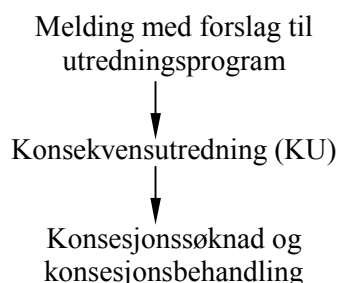 Melding med forslag til
utredningsprogram
Konsekvensutredning (KU)
Konsesjonssøknad og
konsesjonsbehandling